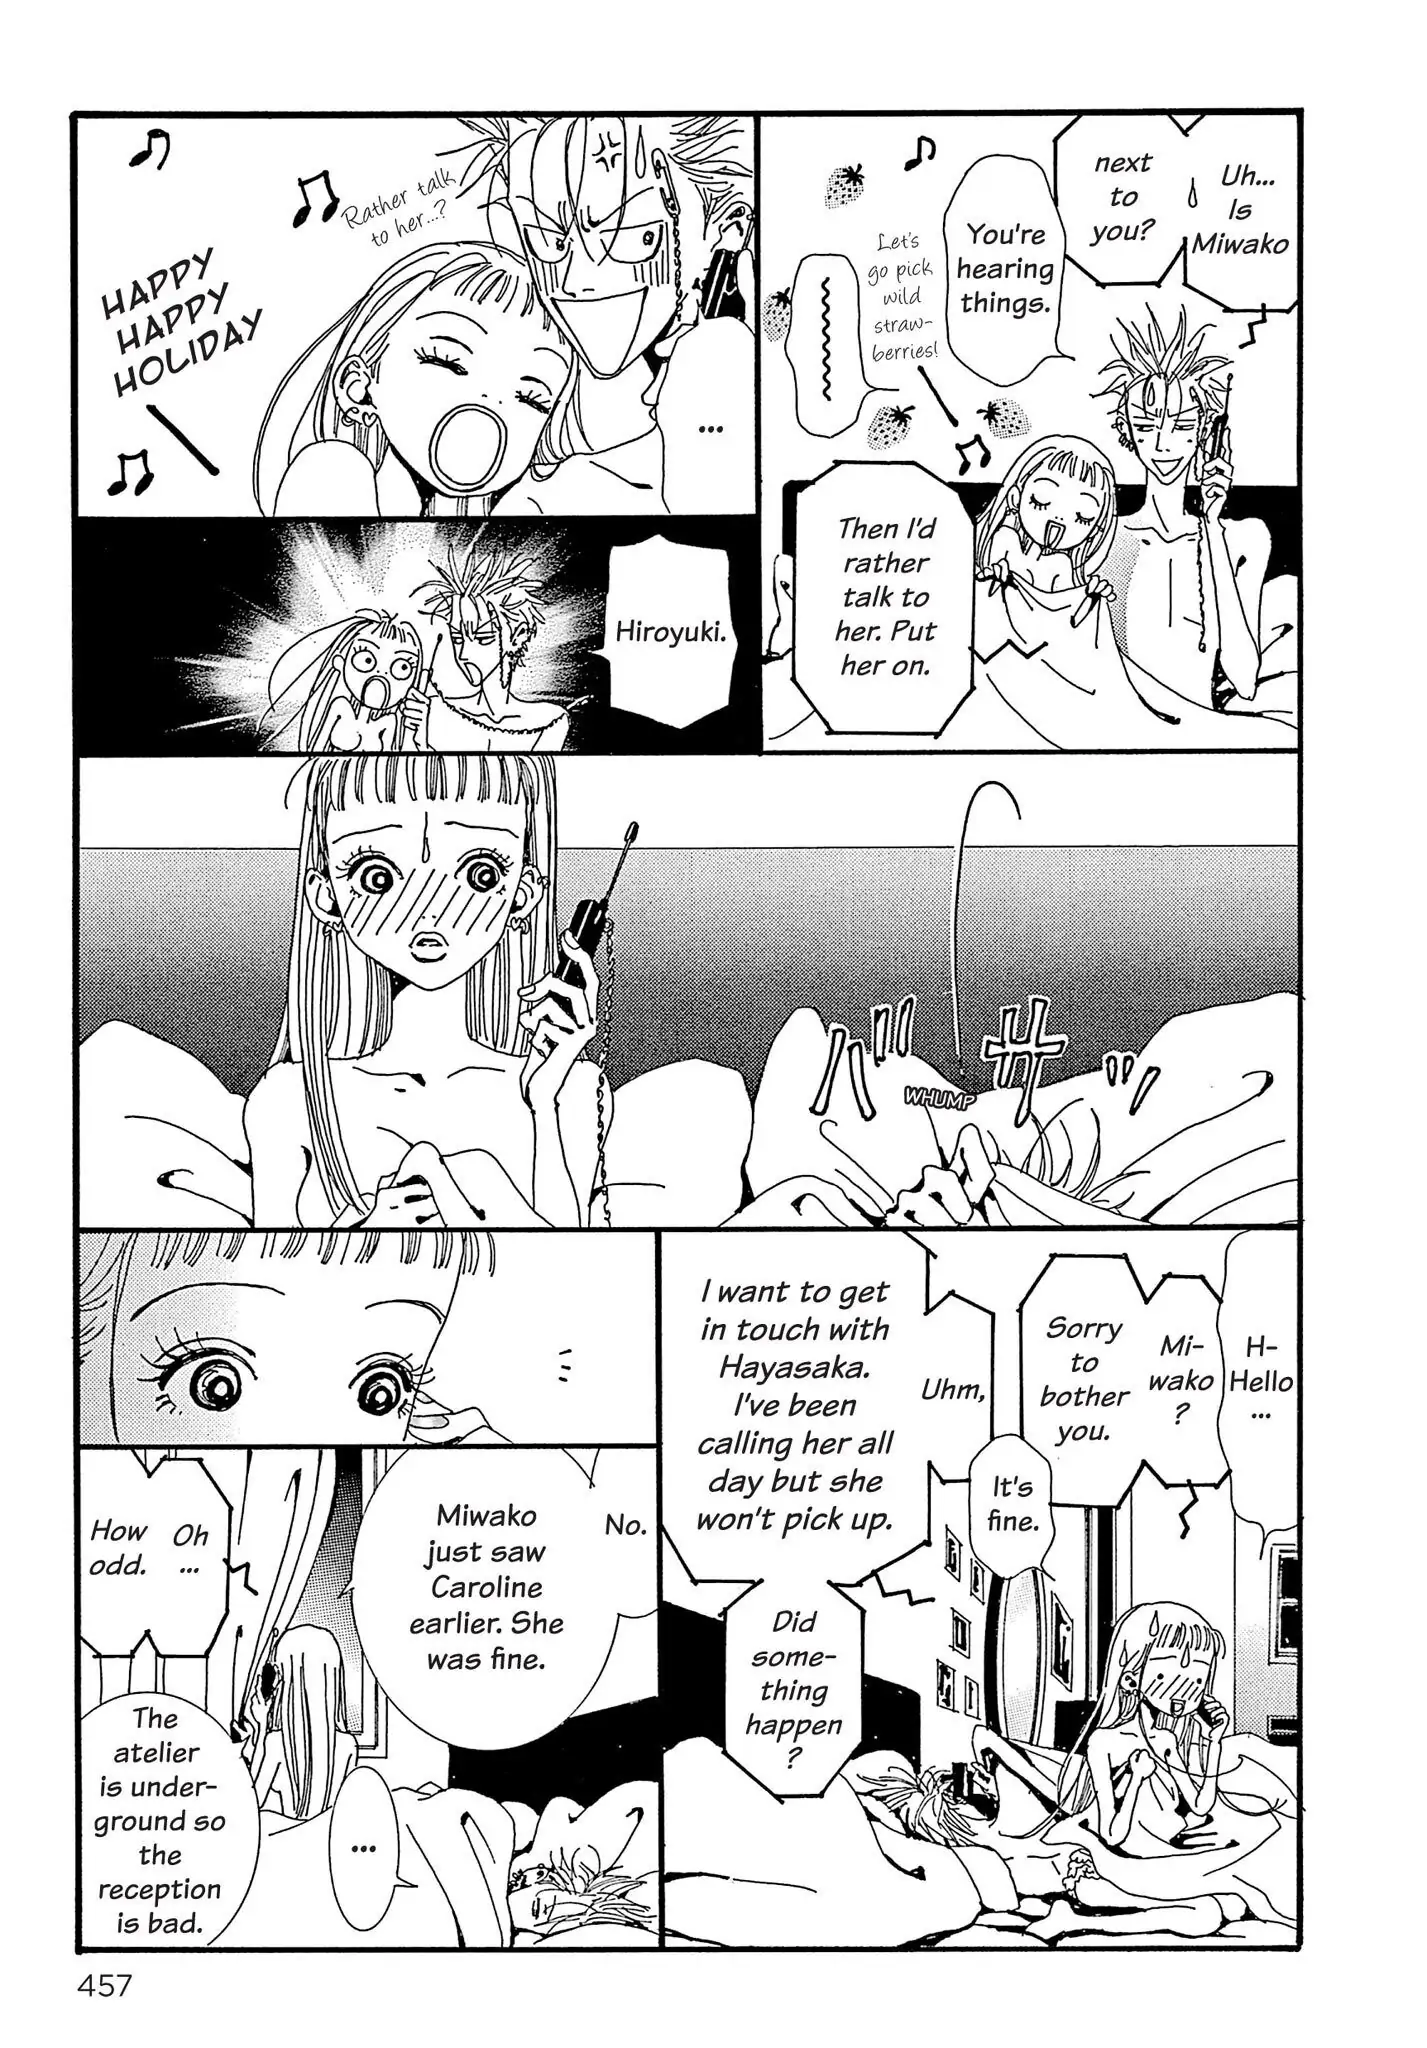 Uh...
Is
Miwako
next
to
you?
You're
hearing
things.
Let's
go pick
wild
straw-
berries!
Then I'd
rather
talk to
her. Put
her on.
Rather talk
to her...?
HAPPY
HAPPY
HOLIDAY
...
Hiroyuki.
バサッ
WHUMP
H-
Hello
...
Mi-
wako
?
Sorry
to
bother
you.
It's
fine.
Uhm,
I want to get
in touch with
Hayasaka.
I've been
calling her all
day but she
won't pick up.
Did
some-
thing
happen
?
No.
Miwako
just saw
Caroline
earlier. She
was fine.
...
Oh
...
How
odd.
The
atelier
is under-
ground so
the
reception
is bad.
457